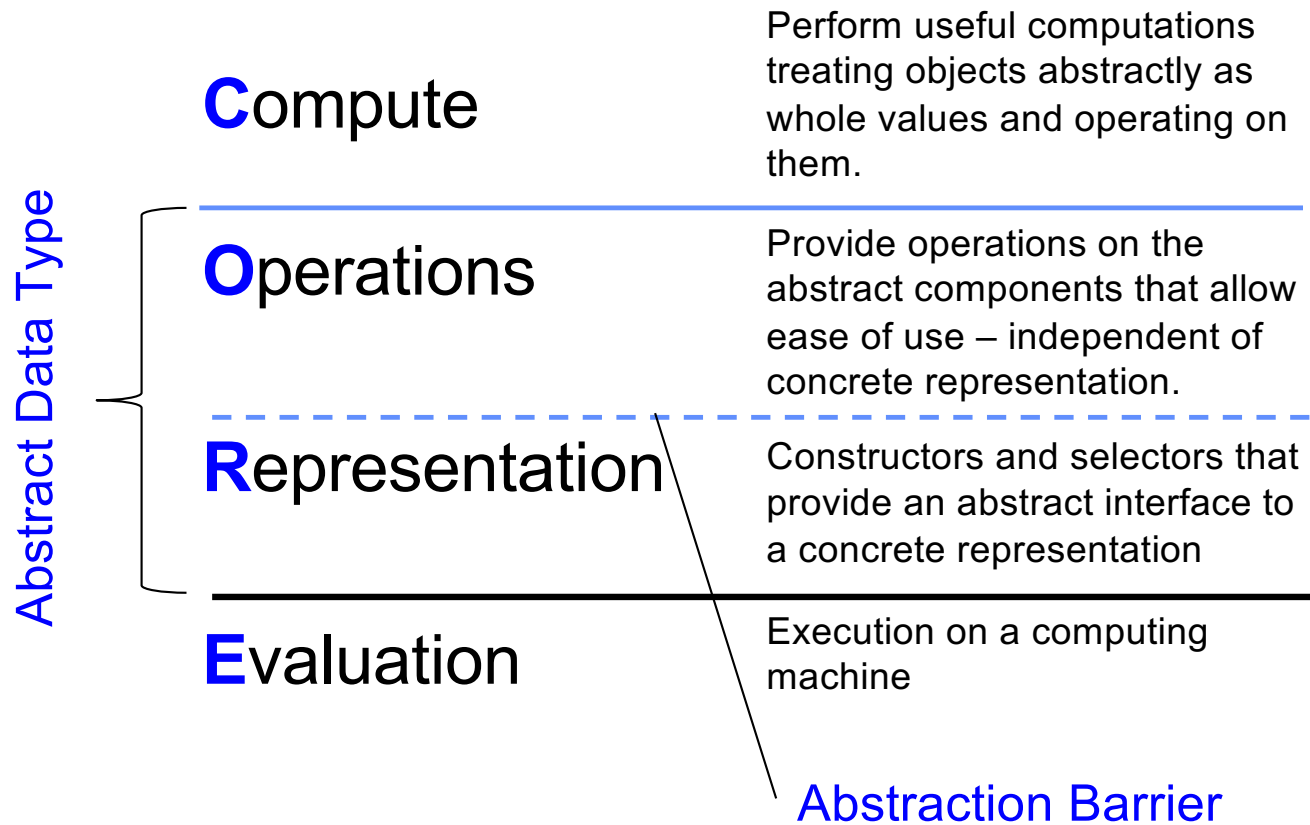 Abstract Data Type
Compute
Perform useful computations
treating objects abstractly as
whole values and operating on
them.
Operations
Provide operations on the
abstract components that allow
ease of use – independent of
concrete representation.
Representation
Constructors and selectors that
provide an abstract interface to
a concrete representation
Evaluation
Execution on a computing
machine
Abstraction Barrier